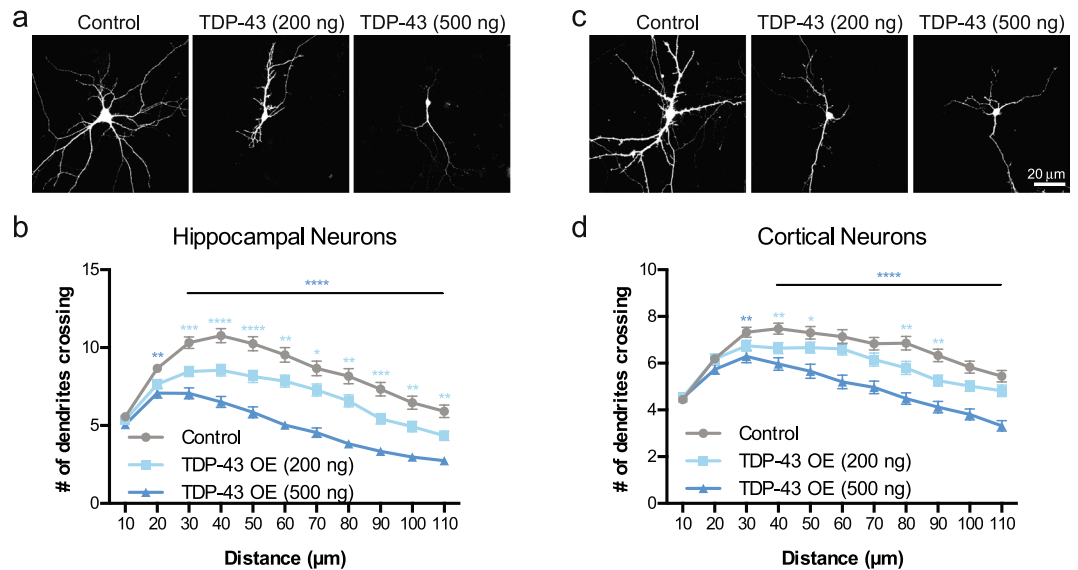 a
Control
TDP-43 (200 ng)
TDP-43 (500 ng)
c
Control
TDP-43 (200 ng)
TDP-43 (500 ng)
20 µm
b
Hippocampal Neurons
# of dendrites crossing
15
10
5
0
****
**
***
****
****
**
*
**
***
**
**
Control
TDP-43 OE (200 ng)
TDP-43 OE (500 ng)
10 20 30 40 50 60 70 80 90 100 110
Distance (µm)
d
Cortical Neurons
# of dendrites crossing
10
8
6
4
2
0
****
**
**
*
**
**
Control
TDP-43 OE (200 ng)
TDP-43 OE (500 ng)
10 20 30 40 50 60 70 80 90 100 110
Distance (µm)